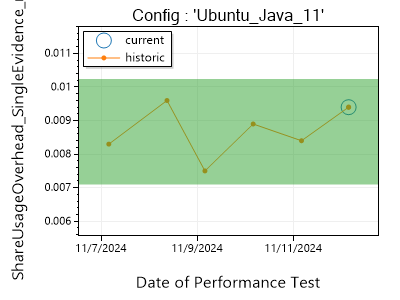 Config : 'Ubuntu_Java_11'
current
historic
0.011
0.01
0.009
0.008
0.007
0.006
ShareUsageOverhead_SingleEvidence_
11/7/2024
11/9/2024
11/11/2024
Date of Performance Test